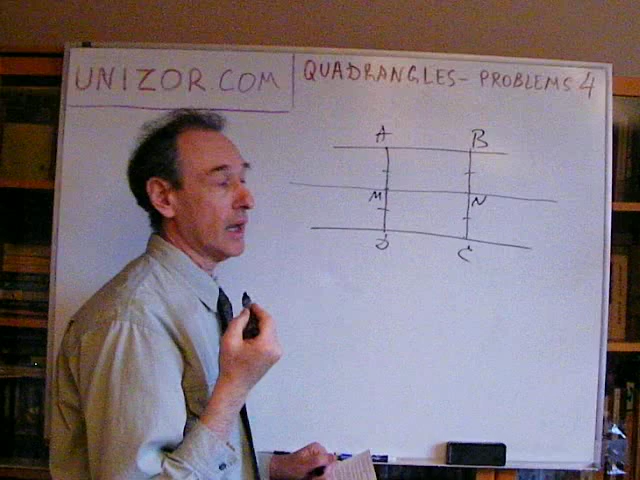 UNIZOR.COM
QUADRANGLES - PROBLEMS 4
A B
M N
D C